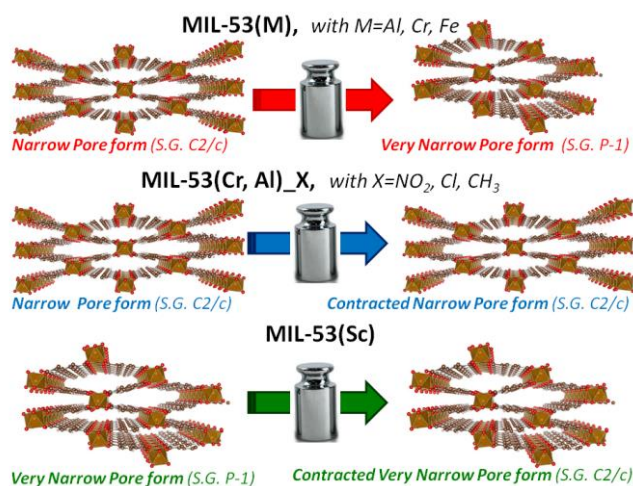 MIL-53(M), with M=Al, Cr, Fe
Narrow Pore form (S.G. C2/c)
Very Narrow Pore form (S.G. P-1)
MIL-53(Cr, Al)_X, with X=NO₂, Cl, CH₃
Narrow Pore form (S.G. C2/c)
Contracted Narrow Pore form (S.G. C2/c)
MIL-53(Sc)
Very Narrow Pore form (S.G. P-1)
Contracted Very Narrow Pore form (S.G. C2/c)